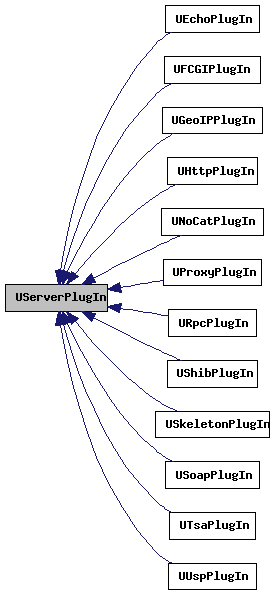 UEchoPlugIn
UFCGIPlugIn
UGeoIPPlugIn
UHttpPlugIn
UNoCatPlugIn
UProxyPlugIn
UServerPlugIn
URpcPlugIn
UShibPlugIn
USkeletonPlugIn
USoapPlugIn
UTsaPlugIn
UUspPlugIn